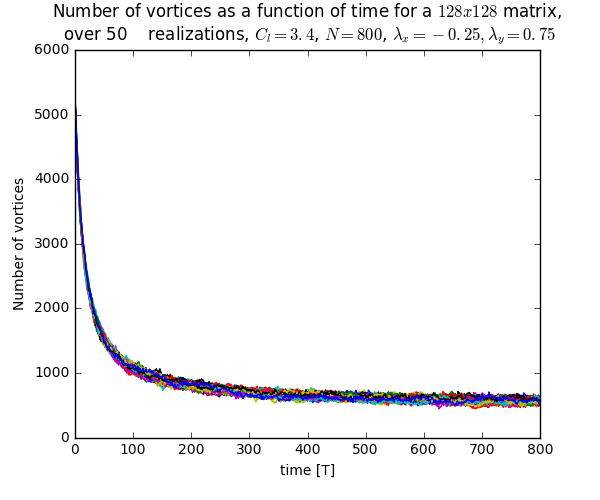 Number of vortices as a function of time for a 128x128 matrix,
over 50    realizations, C_l = 3.4, N = 800, λ_x = −0.25, λ_y = 0.75
6000
5000
4000
3000
2000
1000
0
Number of vortices
0 100 200 300 400 500 600 700 800
time [T]